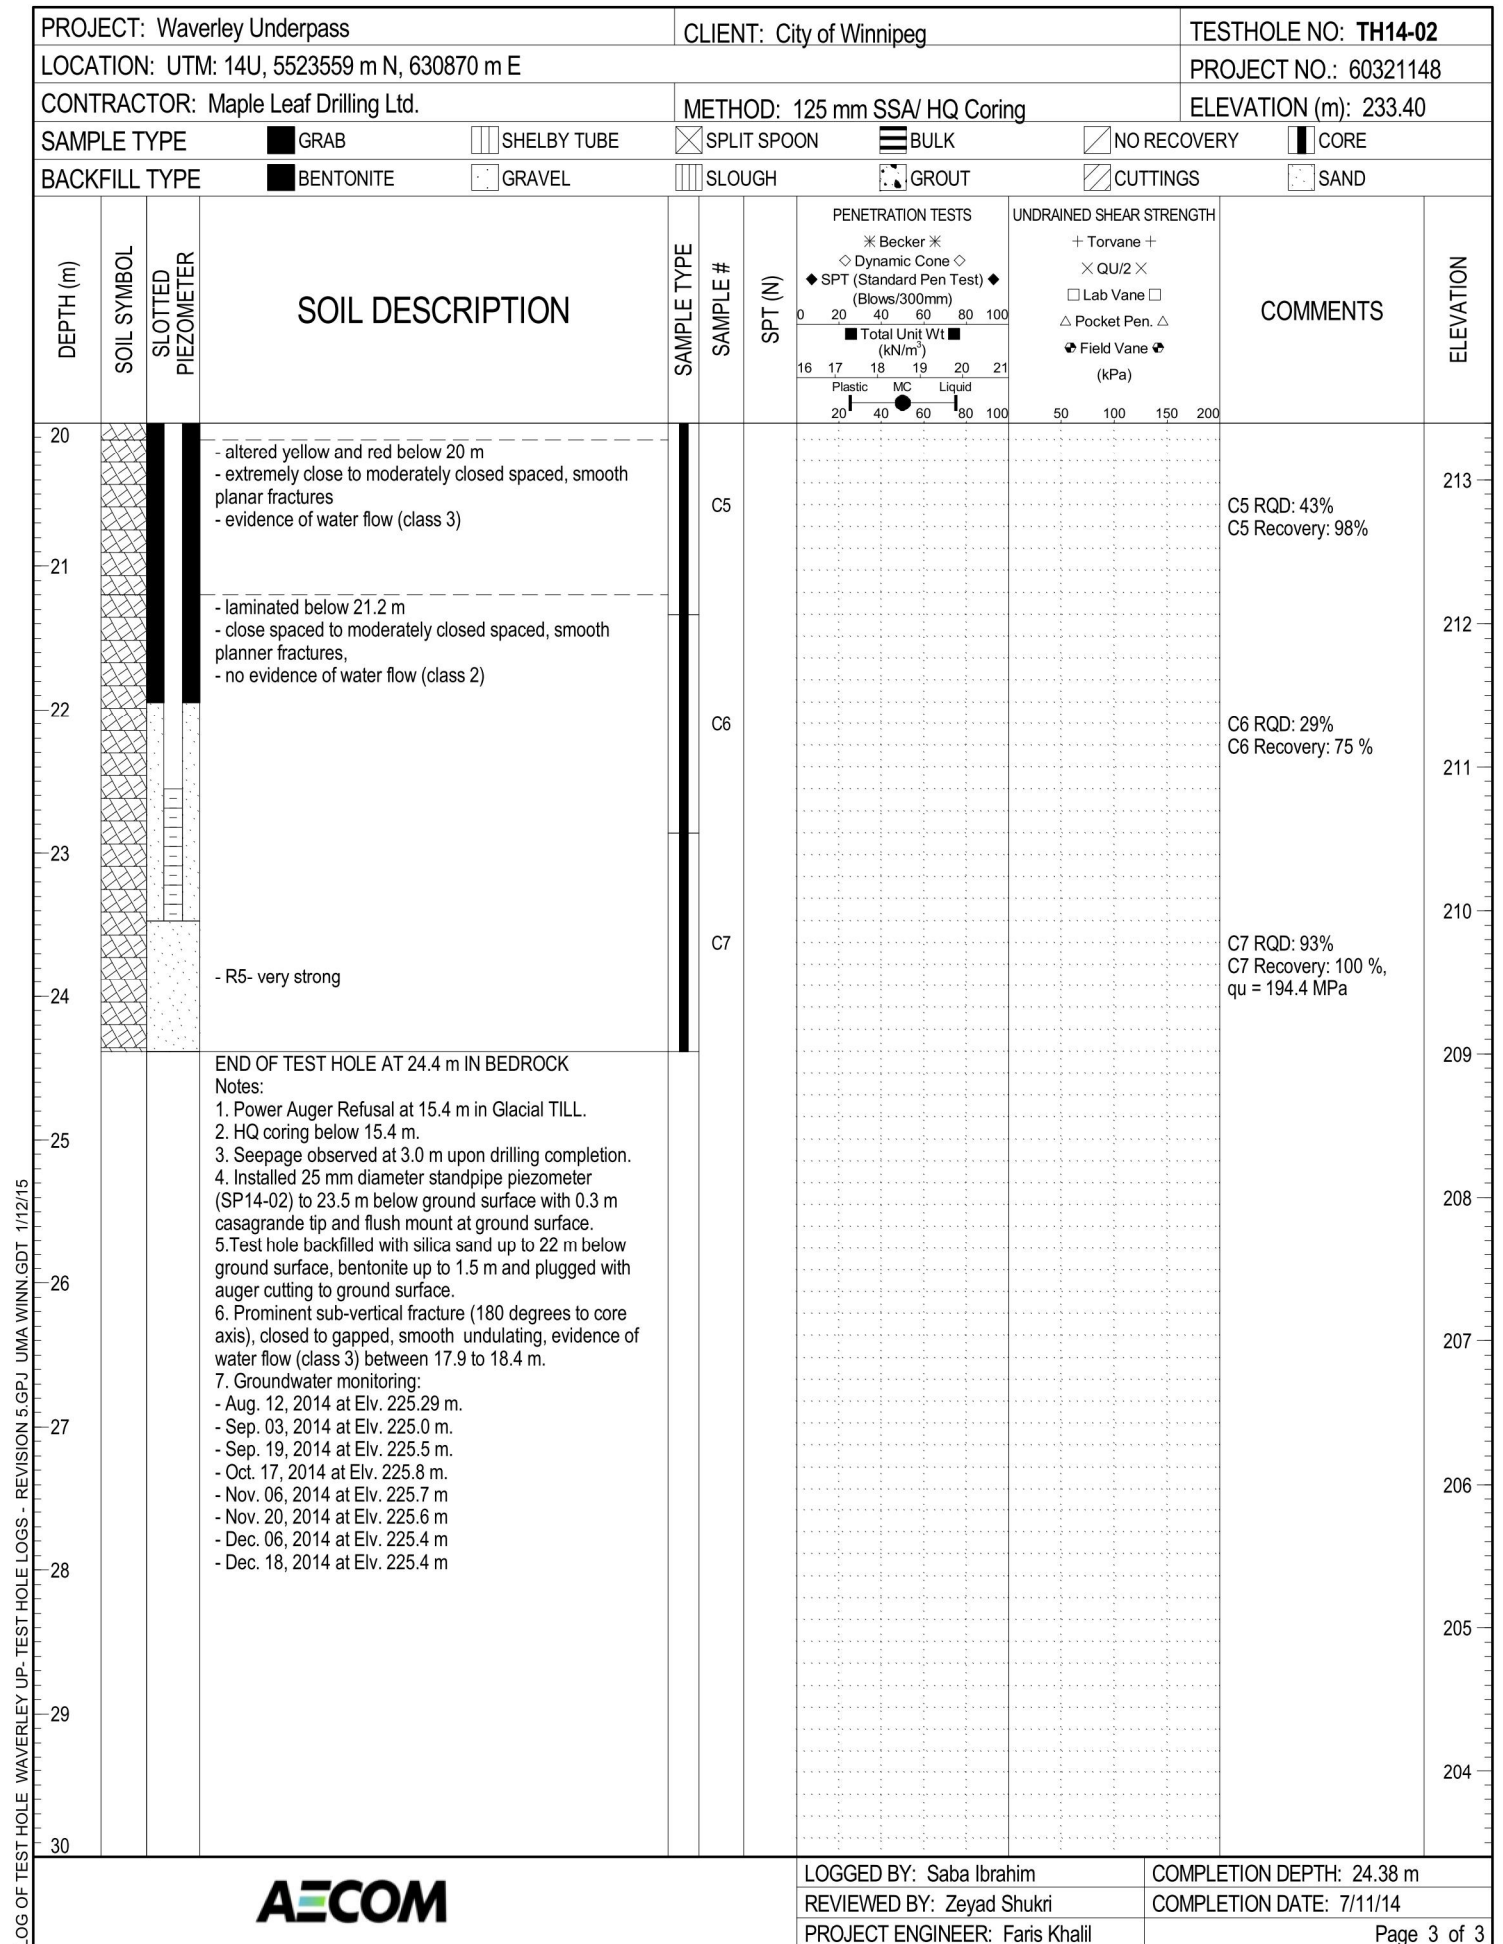 PROJECT: Waverley Underpass
CLIENT: City of Winnipeg
TESTHOLE NO: TH14-02
LOCATION: UTM: 14U, 5523559 m N, 630870 m E
PROJECT NO.: 60321148
CONTRACTOR: Maple Leaf Drilling Ltd.
METHOD: 125 mm SSA/ HQ Coring
ELEVATION (m): 233.40
SAMPLE TYPE GRAB SHELBY TUBE SPLIT SPOON BULK NO RECOVERY CORE
BACKFILL TYPE BENTONITE GRAVEL SLOUGH GROUT CUTTINGS SAND
DEPTH (m)
SOIL SYMBOL
SLOTTED
PIEZOMETER
SOIL DESCRIPTION
SAMPLE TYPE
SAMPLE #
SPT (N)
PENETRATION TESTS
✳ Becker ✳
◇ Dynamic Cone ◇
◆ SPT (Standard Pen Test) ◆
(Blows/300mm)
0 20 40 60 80 100
■ Total Unit Wt ■
(kN/m³)
16 17 18 19 20 21
Plastic MC Liquid
20 40 60 80 100
UNDRAINED SHEAR STRENGTH
+ Torvane +
× QU/2 ×
□ Lab Vane □
△ Pocket Pen. △
Field Vane
(kPa)
50 100 150 200
COMMENTS
ELEVATION
20
- altered yellow and red below 20 m
- extremely close to moderately closed spaced, smooth
planar fractures
- evidence of water flow (class 3)
C5
C5 RQD: 43%
C5 Recovery: 98%
213
21
- laminated below 21.2 m
- close spaced to moderately closed spaced, smooth
planner fractures,
- no evidence of water flow (class 2)
212
22
C6
C6 RQD: 29%
C6 Recovery: 75 %
211
23
210
C7
C7 RQD: 93%
C7 Recovery: 100 %,
qu = 194.4 MPa
- R5- very strong
24
209
END OF TEST HOLE AT 24.4 m IN BEDROCK
Notes:
1. Power Auger Refusal at 15.4 m in Glacial TILL.
2. HQ coring below 15.4 m.
3. Seepage observed at 3.0 m upon drilling completion.
4. Installed 25 mm diameter standpipe piezometer
(SP14-02) to 23.5 m below ground surface with 0.3 m
casagrande tip and flush mount at ground surface.
5.Test hole backfilled with silica sand up to 22 m below
ground surface, bentonite up to 1.5 m and plugged with
auger cutting to ground surface.
6. Prominent sub-vertical fracture (180 degrees to core
axis), closed to gapped, smooth undulating, evidence of
water flow (class 3) between 17.9 to 18.4 m.
7. Groundwater monitoring:
- Aug. 12, 2014 at Elv. 225.29 m.
- Sep. 03, 2014 at Elv. 225.0 m.
- Sep. 19, 2014 at Elv. 225.5 m.
- Oct. 17, 2014 at Elv. 225.8 m.
- Nov. 06, 2014 at Elv. 225.7 m
- Nov. 20, 2014 at Elv. 225.6 m
- Dec. 06, 2014 at Elv. 225.4 m
- Dec. 18, 2014 at Elv. 225.4 m
25
208
26
207
27
206
28
205
29
204
30
LOG OF TEST HOLE WAVERLEY UP- TEST HOLE LOGS - REVISION 5.GPJ UMA WINN.GDT 1/12/15
AECOM
LOGGED BY: Saba Ibrahim
COMPLETION DEPTH: 24.38 m
REVIEWED BY: Zeyad Shukri
COMPLETION DATE: 7/11/14
PROJECT ENGINEER: Faris Khalil
Page 3 of 3